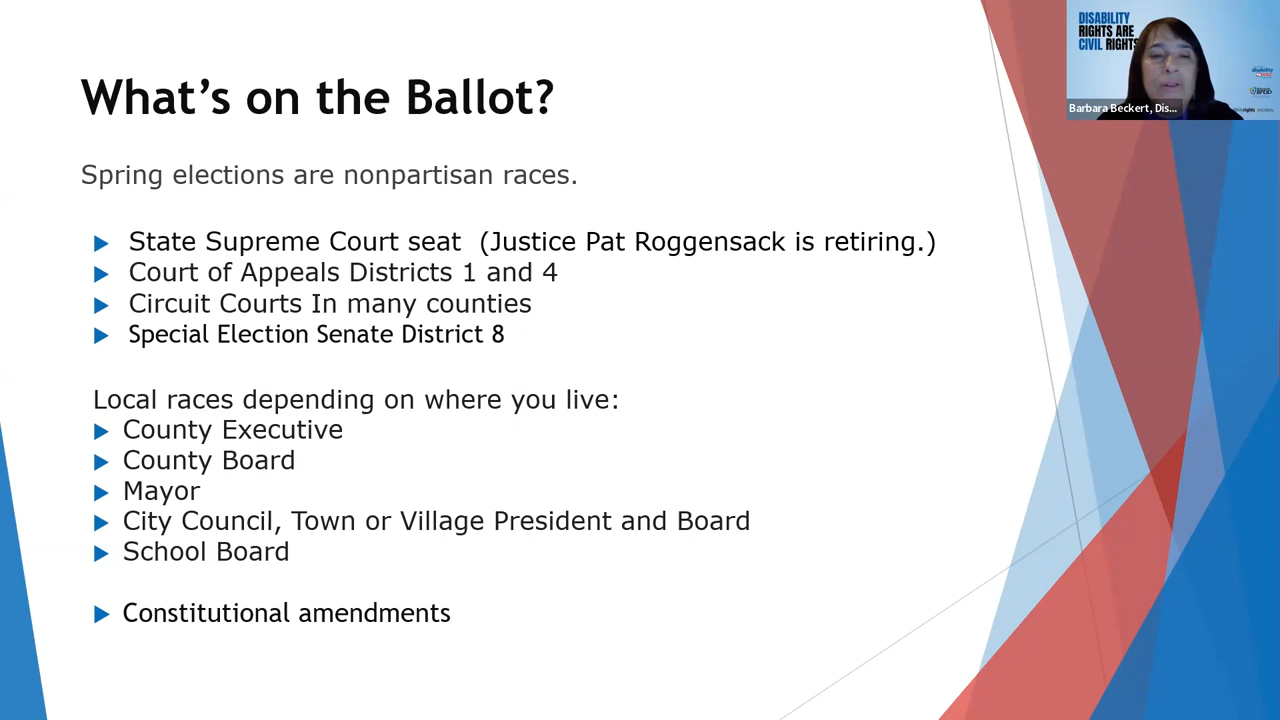 What's on the Ballot?
Spring elections are nonpartisan races.
State Supreme Court seat (Justice Pat Roggensack is retiring.)
Court of Appeals Districts 1 and 4
Circuit Courts In many counties
Special Election Senate District 8
Local races depending on where you live:
County Executive
County Board
Mayor
City Council, Town or Village President and Board
School Board
Constitutional amendments
DISABILITY
RIGHTS ARE
CIVIL RIGHTS
Barbara Beckert, Dis...